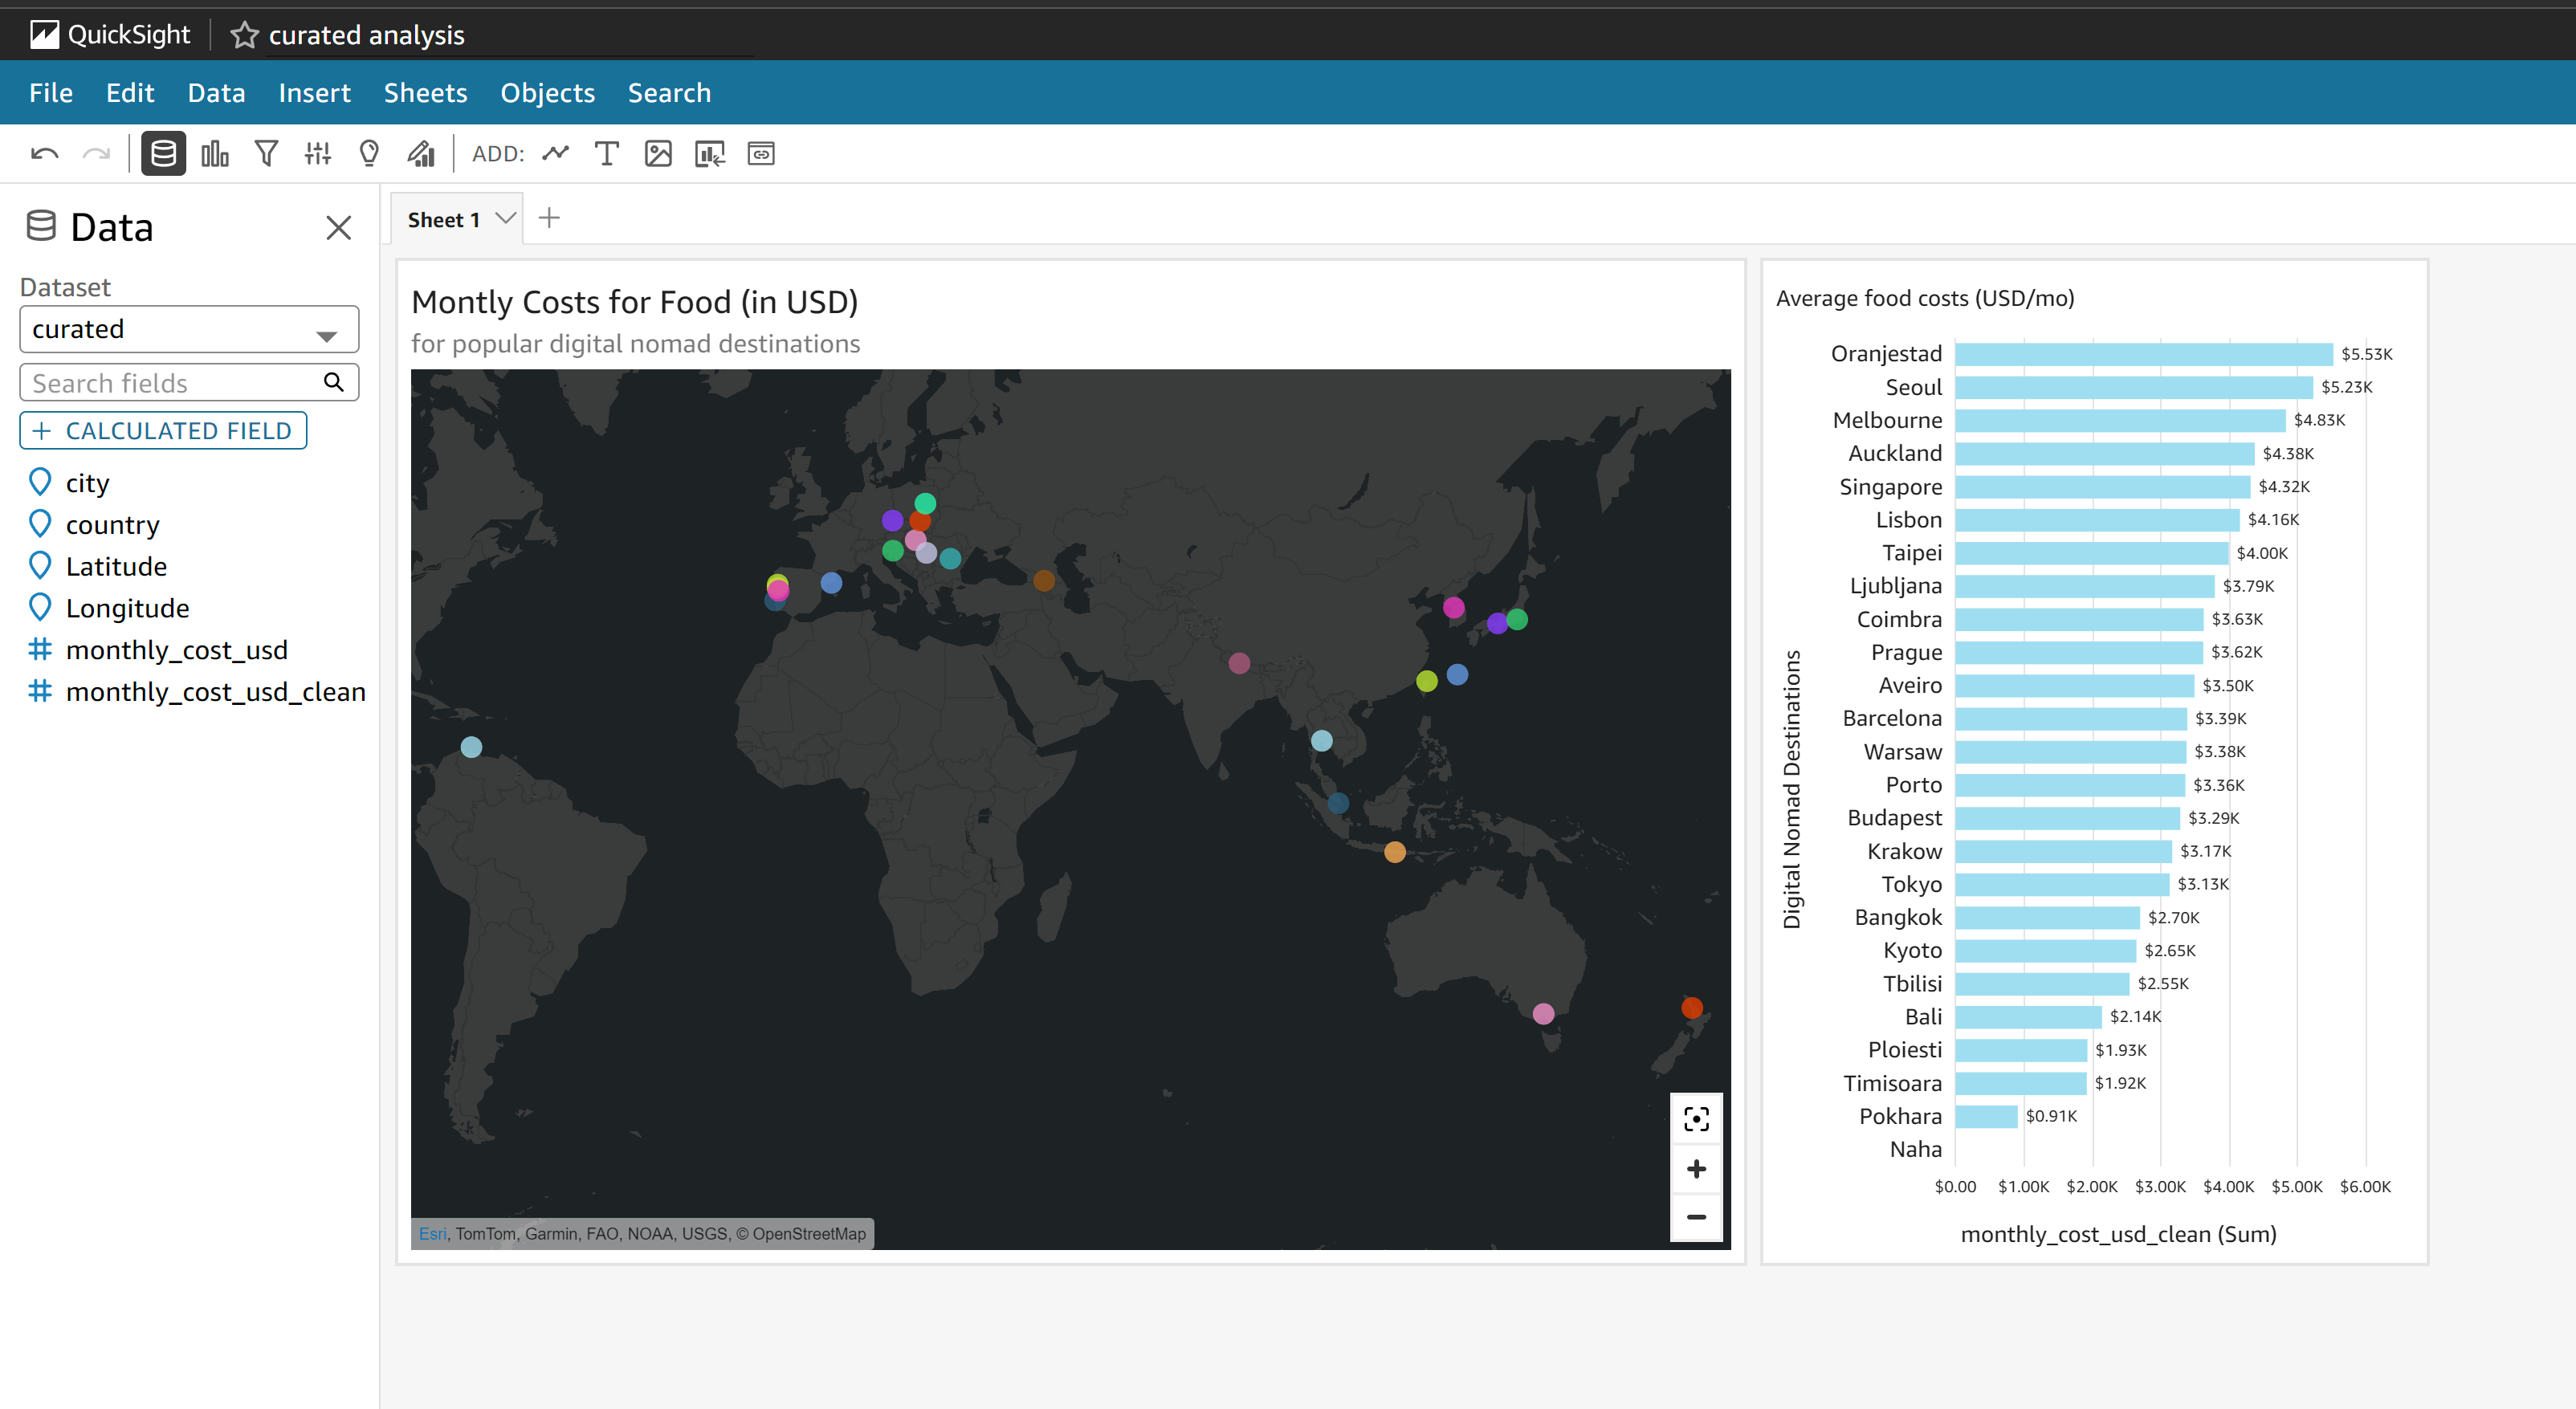 QuickSight curated analysis
File Edit Data Insert Sheets Objects Search
ADD:
Data
Dataset
curated
Search fields
+ CALCULATED FIELD
city
country
Latitude
Longitude
monthly_cost_usd
monthly_cost_usd_clean
Sheet 1
Montly Costs for Food (in USD)
for popular digital nomad destinations
Esri, TomTom, Garmin, FAO, NOAA, USGS, © OpenStreetMap
Average food costs (USD/mo)
Digital Nomad Destinations
Oranjestad $5.53K
Seoul $5.23K
Melbourne $4.83K
Auckland $4.38K
Singapore $4.32K
Lisbon $4.16K
Taipei $4.00K
Ljubljana $3.79K
Coimbra $3.63K
Prague $3.62K
Aveiro $3.50K
Barcelona $3.39K
Warsaw $3.38K
Porto $3.36K
Budapest $3.29K
Krakow $3.17K
Tokyo $3.13K
Bangkok $2.70K
Kyoto $2.65K
Tbilisi $2.55K
Bali $2.14K
Ploiesti $1.93K
Timisoara $1.92K
Pokhara $0.91K
Naha
$0.00 $1.00K $2.00K $3.00K $4.00K $5.00K $6.00K
monthly_cost_usd_clean (Sum)